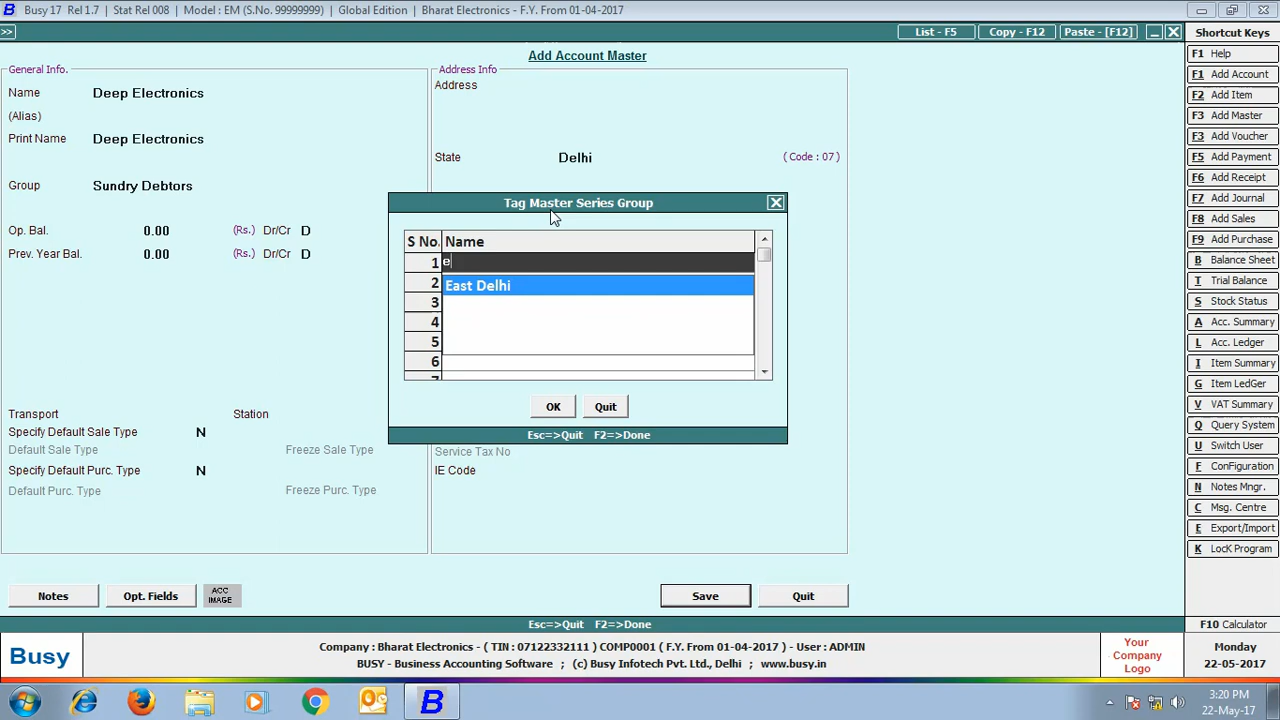 B Busy 17 Rel 1.7 | Stat Rel 008 | Model : EM (S.No. 99999999) | Global Edition | Bharat Electronics - F.Y. From 01-04-2017
>> List - F5 Copy - F12 Paste - [F12]
Shortcut Keys
Add Account Master
General Info.
Name Deep Electronics
(Alias)
Print Name Deep Electronics
Group Sundry Debtors
Op. Bal. 0.00 (Rs.) Dr/Cr D
Prev. Year Bal. 0.00 (Rs.) Dr/Cr D
Transport Station
Specify Default Sale Type N
Default Sale Type Freeze Sale Type
Specify Default Purc. Type N
Default Purc. Type Freeze Purc. Type
Address Info
Address
State Delhi ( Code : 07 )
Tag Master Series Group
S No. Name
1 e
2 East Delhi
3
4
5
6
7
OK Quit
Esc=>Quit F2=>Done
Service Tax No
IE Code
Notes Opt. Fields ACC IMAGE Save Quit
Esc=>Quit F2=>Done
F1 Help
F1 Add Account
F2 Add Item
F3 Add Master
F3 Add Voucher
F5 Add Payment
F6 Add Receipt
F7 Add Journal
F8 Add Sales
F9 Add Purchase
B Balance Sheet
T Trial Balance
S Stock Status
A Acc. Summary
L Acc. Ledger
I Item Summary
G Item LedGer
V VAT Summary
Q Query System
U Switch User
F ConFiguration
N Notes Mngr.
C Msg. Centre
E Export/Import
K LocK Program
F10 Calculator
Busy
Company : Bharat Electronics - ( TIN : 07122332111 ) COMP0001 ( F.Y. From 01-04-2017 ) - User : ADMIN
BUSY - Business Accounting Software ; (c) Busy Infotech Pvt. Ltd., Delhi ; www.busy.in
Your
Company
Logo
Monday
22-05-2017
B
3:20 PM
22-May-17